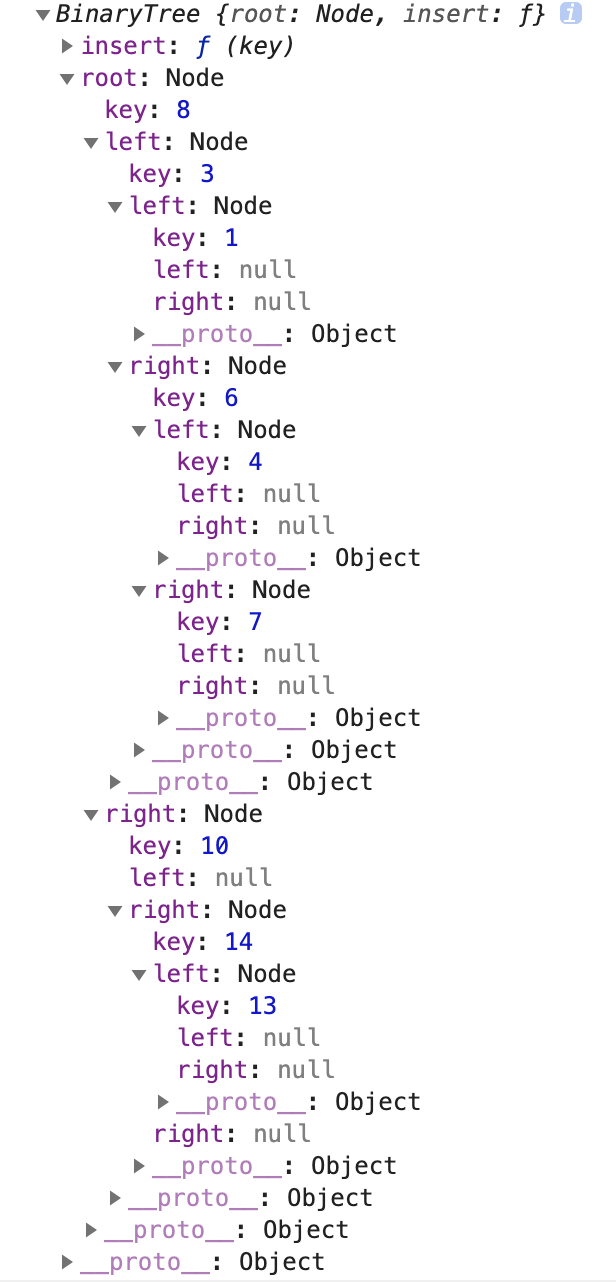 BinaryTree {root: Node, insert: ƒ} i
insert: ƒ (key)
root: Node
key: 8
left: Node
key: 3
left: Node
key: 1
left: null
right: null
__proto__: Object
right: Node
key: 6
left: Node
key: 4
left: null
right: null
__proto__: Object
right: Node
key: 7
left: null
right: null
__proto__: Object
__proto__: Object
__proto__: Object
right: Node
key: 10
left: null
right: Node
key: 14
left: Node
key: 13
left: null
right: null
__proto__: Object
right: null
__proto__: Object
__proto__: Object
__proto__: Object
__proto__: Object